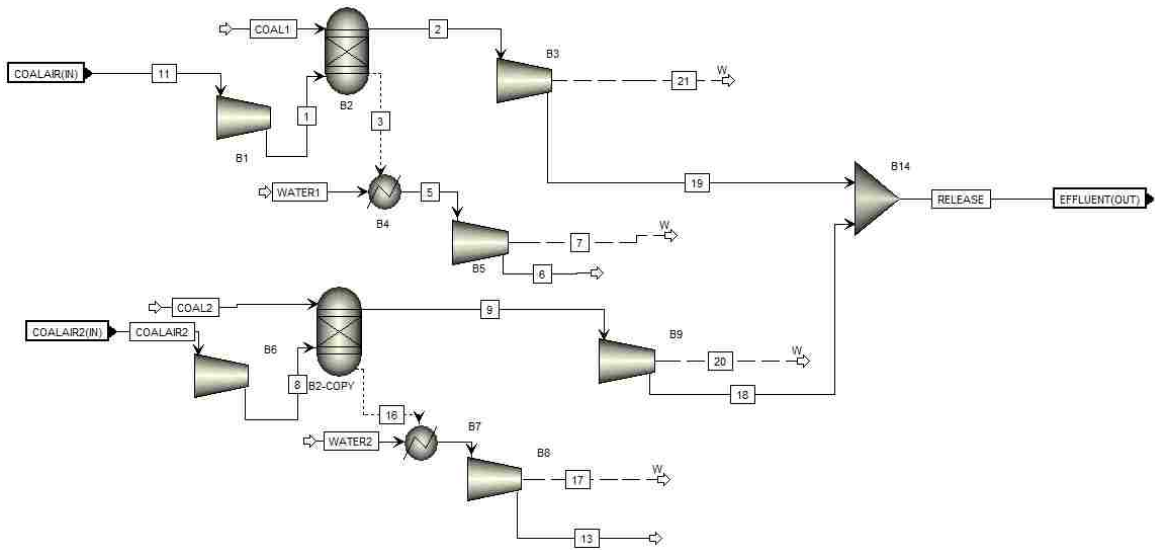 COAL1
2
B3
COALAIR(IN)
11
W
21
B2
1
3
B1
B14
WATER1
5
19
RELEASE
EFFLUENT(OUT)
B4
W
7
B5
6
COAL2
9
COALAIR2(IN)
COALAIR2
B9
B6
W
20
8
B2-COPY
18
16
B7
WATER2
B8
W
17
13